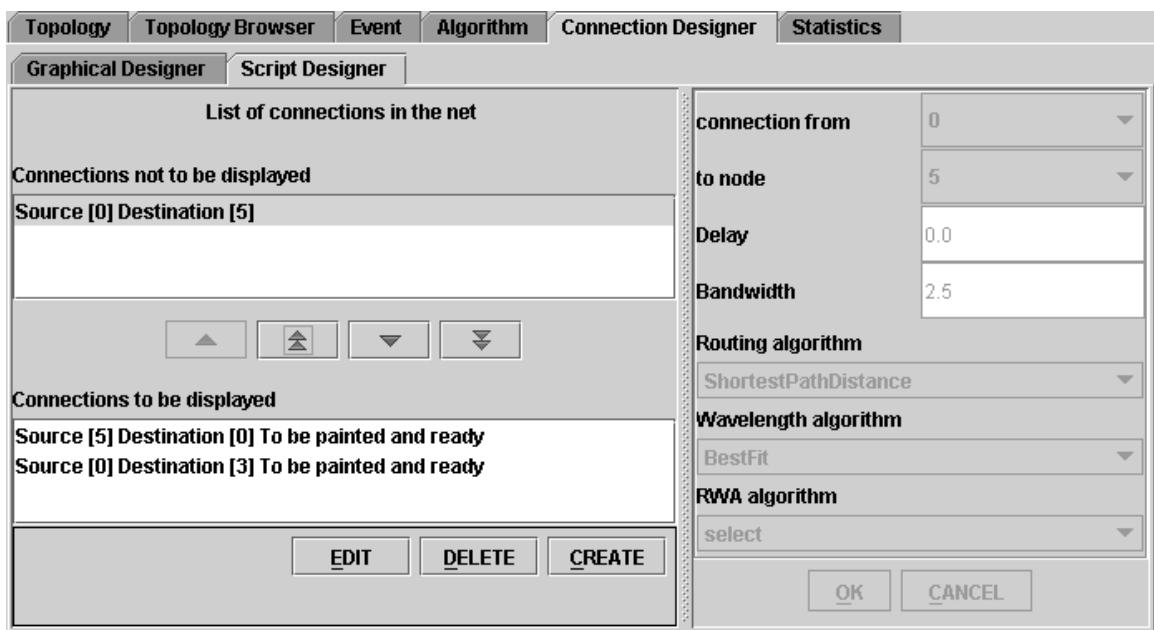 Topology Topology Browser Event Algorithm Connection Designer Statistics
Graphical Designer Script Designer
List of connections in the net
Connections not to be displayed
Source [0] Destination [5]
Connections to be displayed
Source [5] Destination [0] To be painted and ready
Source [0] Destination [3] To be painted and ready
EDIT DELETE CREATE
connection from 0
to node 5
Delay 0.0
Bandwidth 2.5
Routing algorithm
ShortestPathDistance
Wavelength algorithm
BestFit
RWA algorithm
select
OK CANCEL